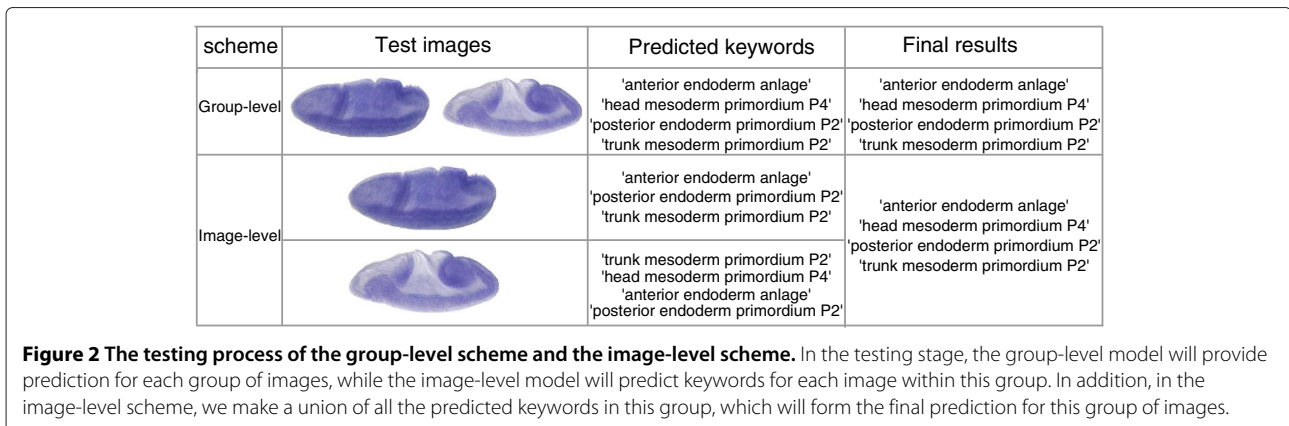 scheme Test images Predicted keywords Final results
Group-level
'anterior endoderm anlage'
'head mesoderm primordium P4'
'posterior endoderm primordium P2'
'trunk mesoderm primordium P2'
'anterior endoderm anlage'
'head mesoderm primordium P4'
'posterior endoderm primordium P2'
'trunk mesoderm primordium P2'
Image-level
'anterior endoderm anlage'
'posterior endoderm primordium P2'
'trunk mesoderm primordium P2'
'trunk mesoderm primordium P2'
'head mesoderm primordium P4'
'anterior endoderm anlage'
'posterior endoderm primordium P2'
'anterior endoderm anlage'
'head mesoderm primordium P4'
'posterior endoderm primordium P2'
'trunk mesoderm primordium P2'
Figure 2 The testing process of the group-level scheme and the image-level scheme. In the testing stage, the group-level model will provide
prediction for each group of images, while the image-level model will predict keywords for each image within this group. In addition, in the
image-level scheme, we make a union of all the predicted keywords in this group, which will form the final prediction for this group of images.